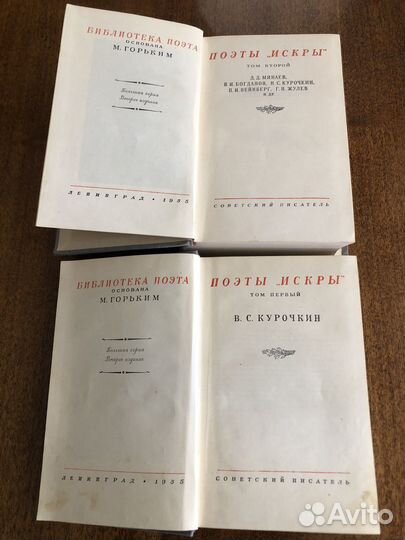 БИБЛИОТЕКА ПОЭТА
ОСНОВАНА
М. ГОРЬКИМ
Большая серия
Второе издание
ЛЕНИНГРАД • 1955
ПОЭТЫ „ИСКРЫ“
ТОМ ВТОРОЙ
Д. Д. МИНАЕВ,
В. И. БОГДАНОВ, Н. С. КУРОЧКИН,
П. И. ВЕЙНБЕРГ, Г. Н. ЖУЛЕВ
И ДР.
СОВЕТСКИЙ ПИСАТЕЛЬ
БИБЛИОТЕКА ПОЭТА
ОСНОВАНА
М. ГОРЬКИМ
Большая серия
Второе издание
ЛЕНИНГРАД • 1955
ПОЭТЫ „ИСКРЫ“
ТОМ ПЕРВЫЙ
В. С. КУРОЧКИН
СОВЕТСКИЙ ПИСАТЕЛЬ
Avito